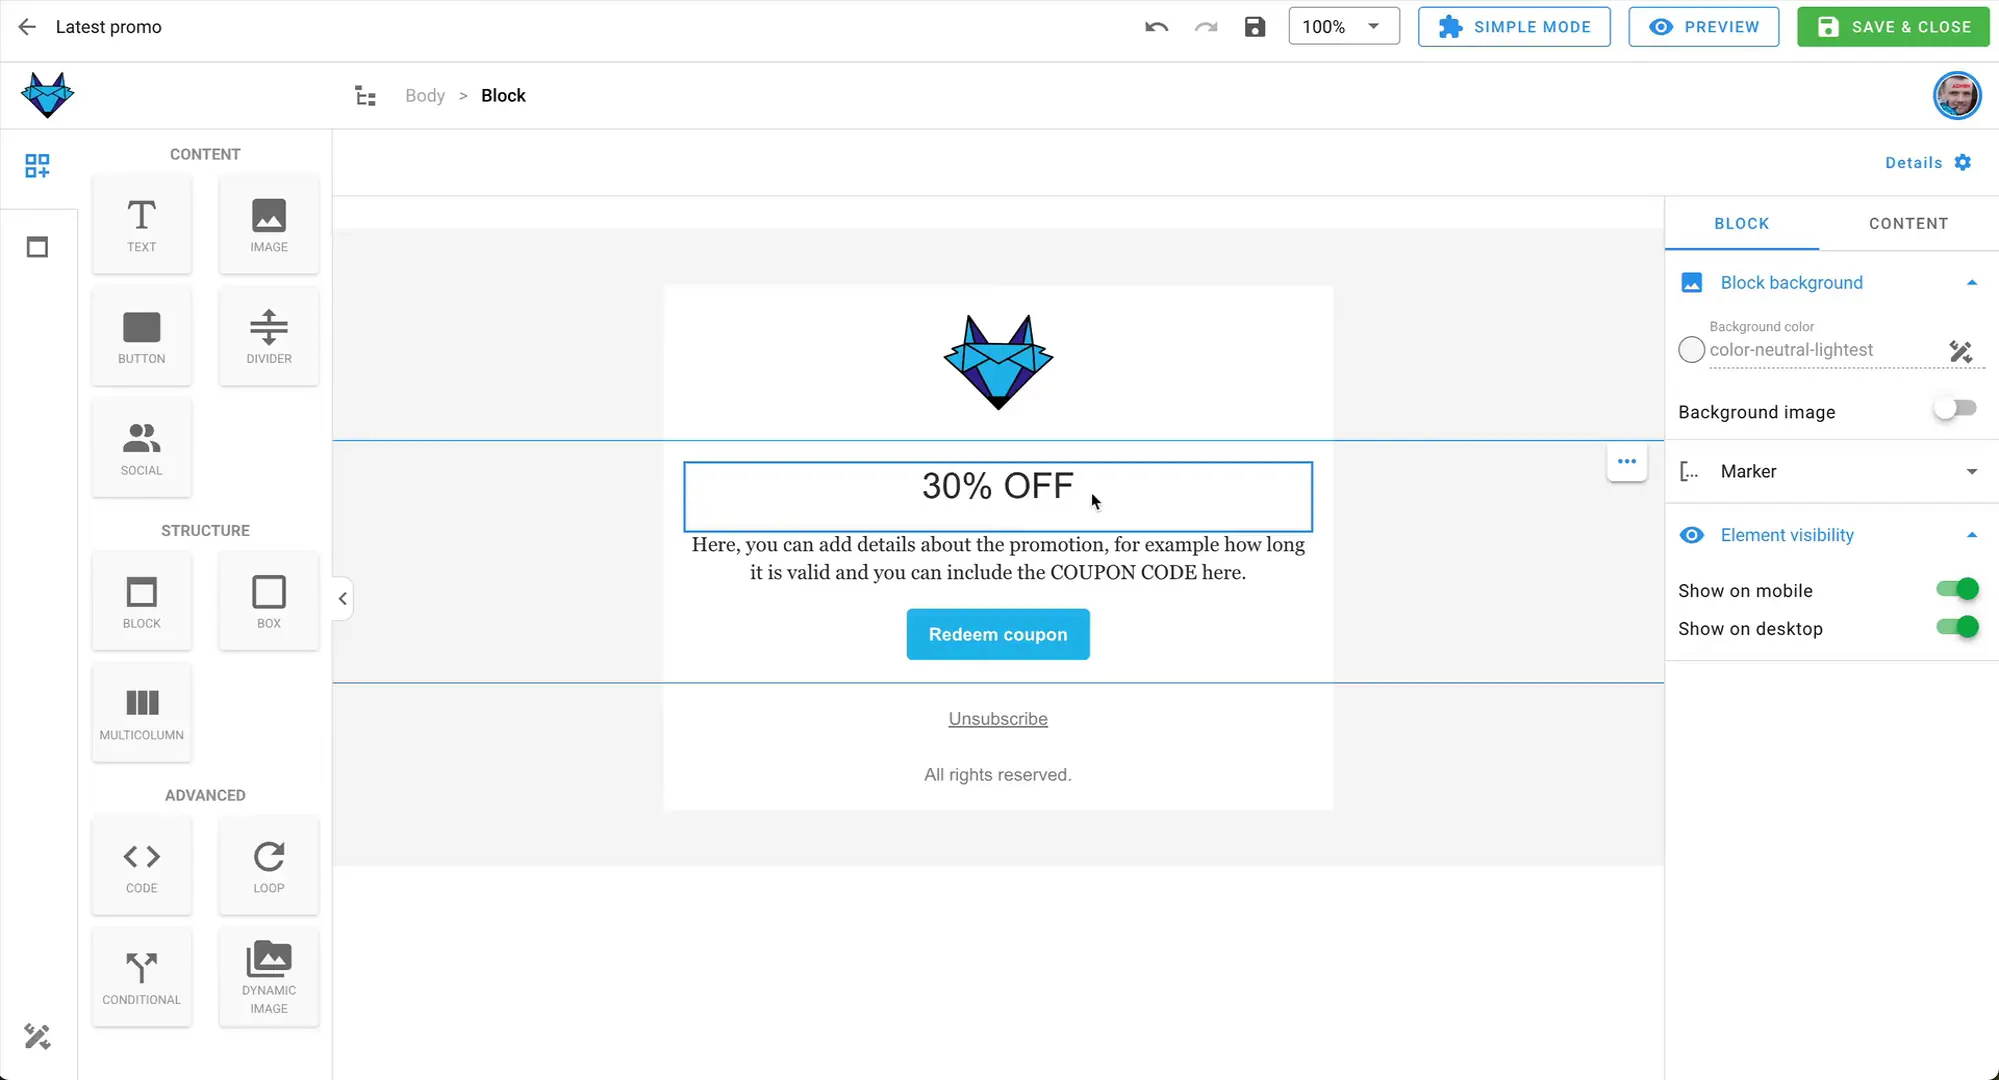 Latest promo
100%
SIMPLE MODE
PREVIEW
SAVE & CLOSE
Body > Block
Details
CONTENT
TEXT
IMAGE
BUTTON
DIVIDER
SOCIAL
STRUCTURE
BLOCK
BOX
MULTICOLUMN
ADVANCED
CODE
LOOP
CONDITIONAL
DYNAMIC
IMAGE
30% OFF
Here, you can add details about the promotion, for example how long
it is valid and you can include the COUPON CODE here.
Redeem coupon
Unsubscribe
All rights reserved.
BLOCK
CONTENT
Block background
Background color
color-neutral-lightest
Background image
[... Marker
Element visibility
Show on mobile
Show on desktop